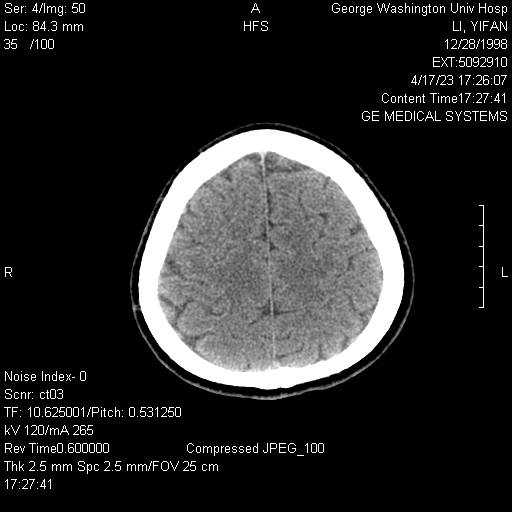 Ser: 4/Img: 50
Loc: 84.3 mm
35 /100
A
HFS
George Washington Univ Hosp
LI, YIFAN
12/28/1998
EXT:5092910
4/17/23 17:26:07
Content Time17:27:41
GE MEDICAL SYSTEMS
R
L
Noise Index- 0
Scnr: ct03
TF: 10.625001/Pitch: 0.531250
kV 120/mA 265
Rev Time0.600000
Compressed JPEG_100
Thk 2.5 mm Spc 2.5 mm/FOV 25 cm
17:27:41